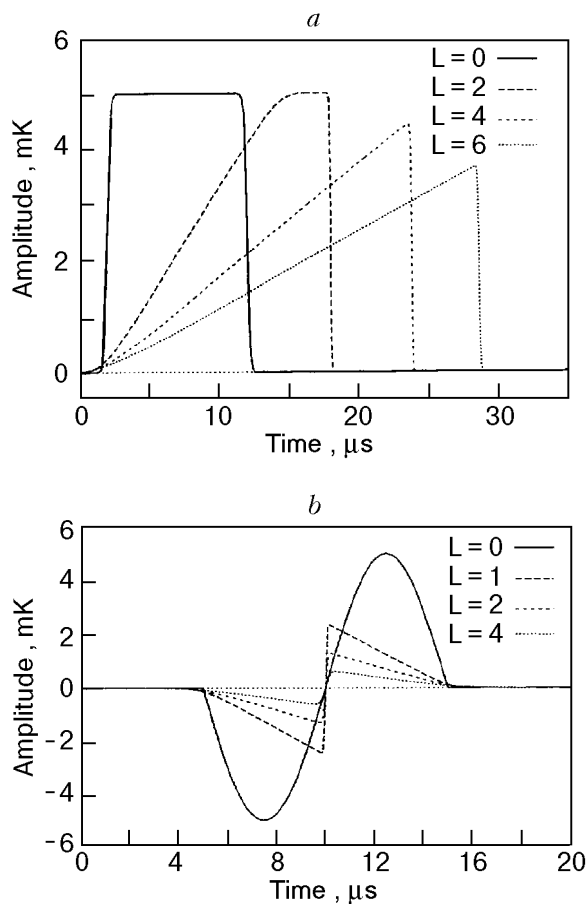 a
6
4
2
0
Amplitude , mK
L = 0
L = 2
L = 4
L = 6
0 10 20 30
Time , μs
b
6
4
2
0
-2
-4
-6
Amplitude , mK
L = 0
L = 1
L = 2
L = 4
0 4 8 12 16 20
Time , μs